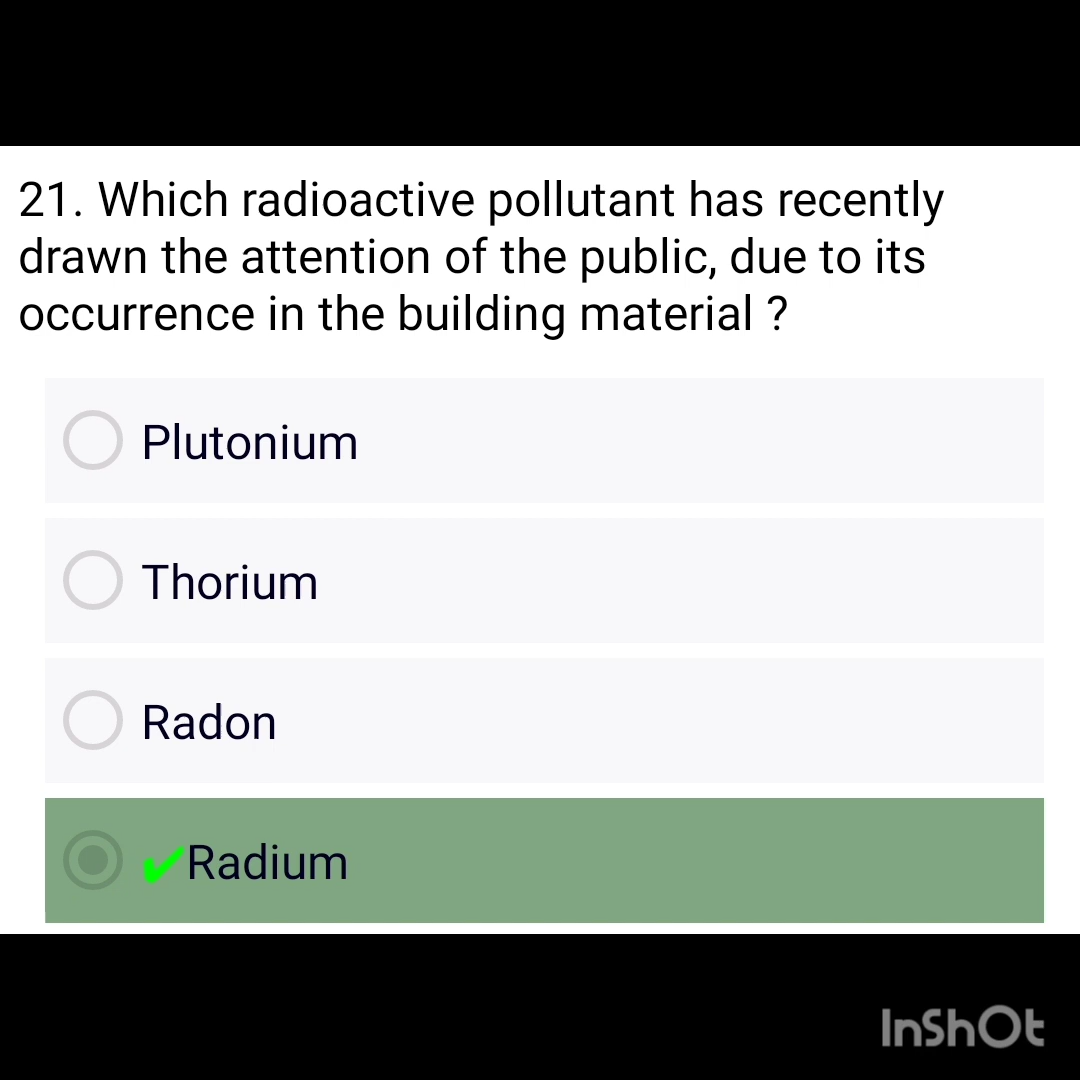 21. Which radioactive pollutant has recently
drawn the attention of the public, due to its
occurrence in the building material ?
Plutonium
Thorium
Radon
✔Radium
InShOt